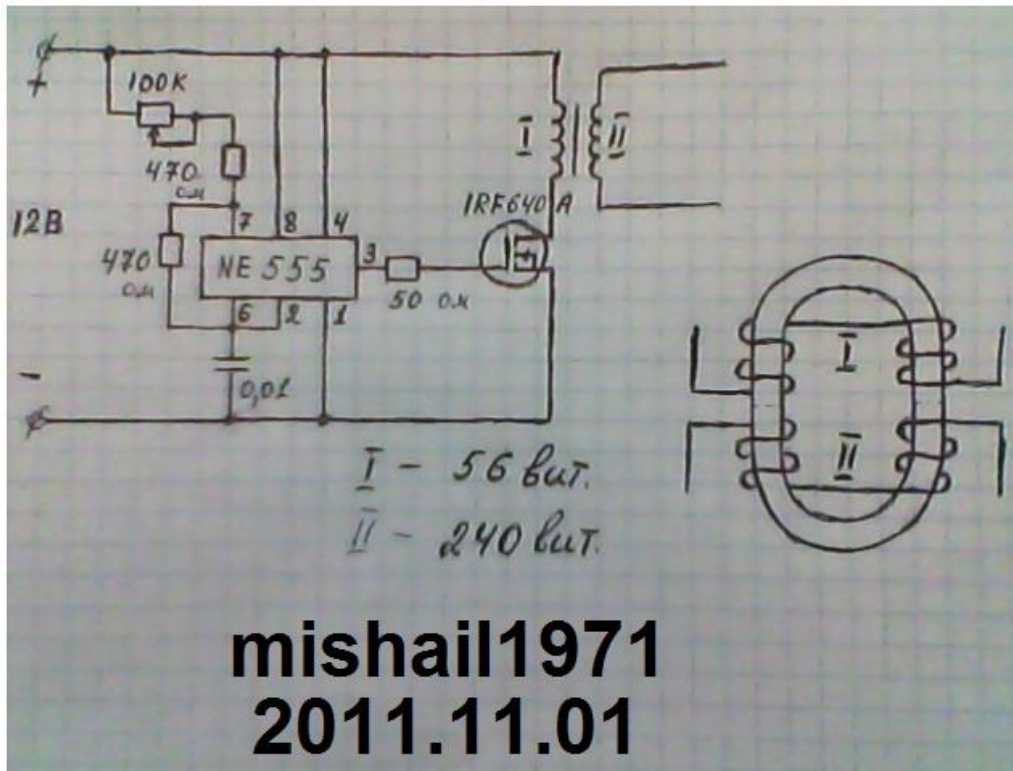 +
100К
470
ом
I
II
IRF640 А
12В
7 8 4
470
ом
NE 555
3
50 ом
6 2 1
-
0,01
I
II
I - 56 вит.
II - 240 вит.
mishail1971
2011.11.01